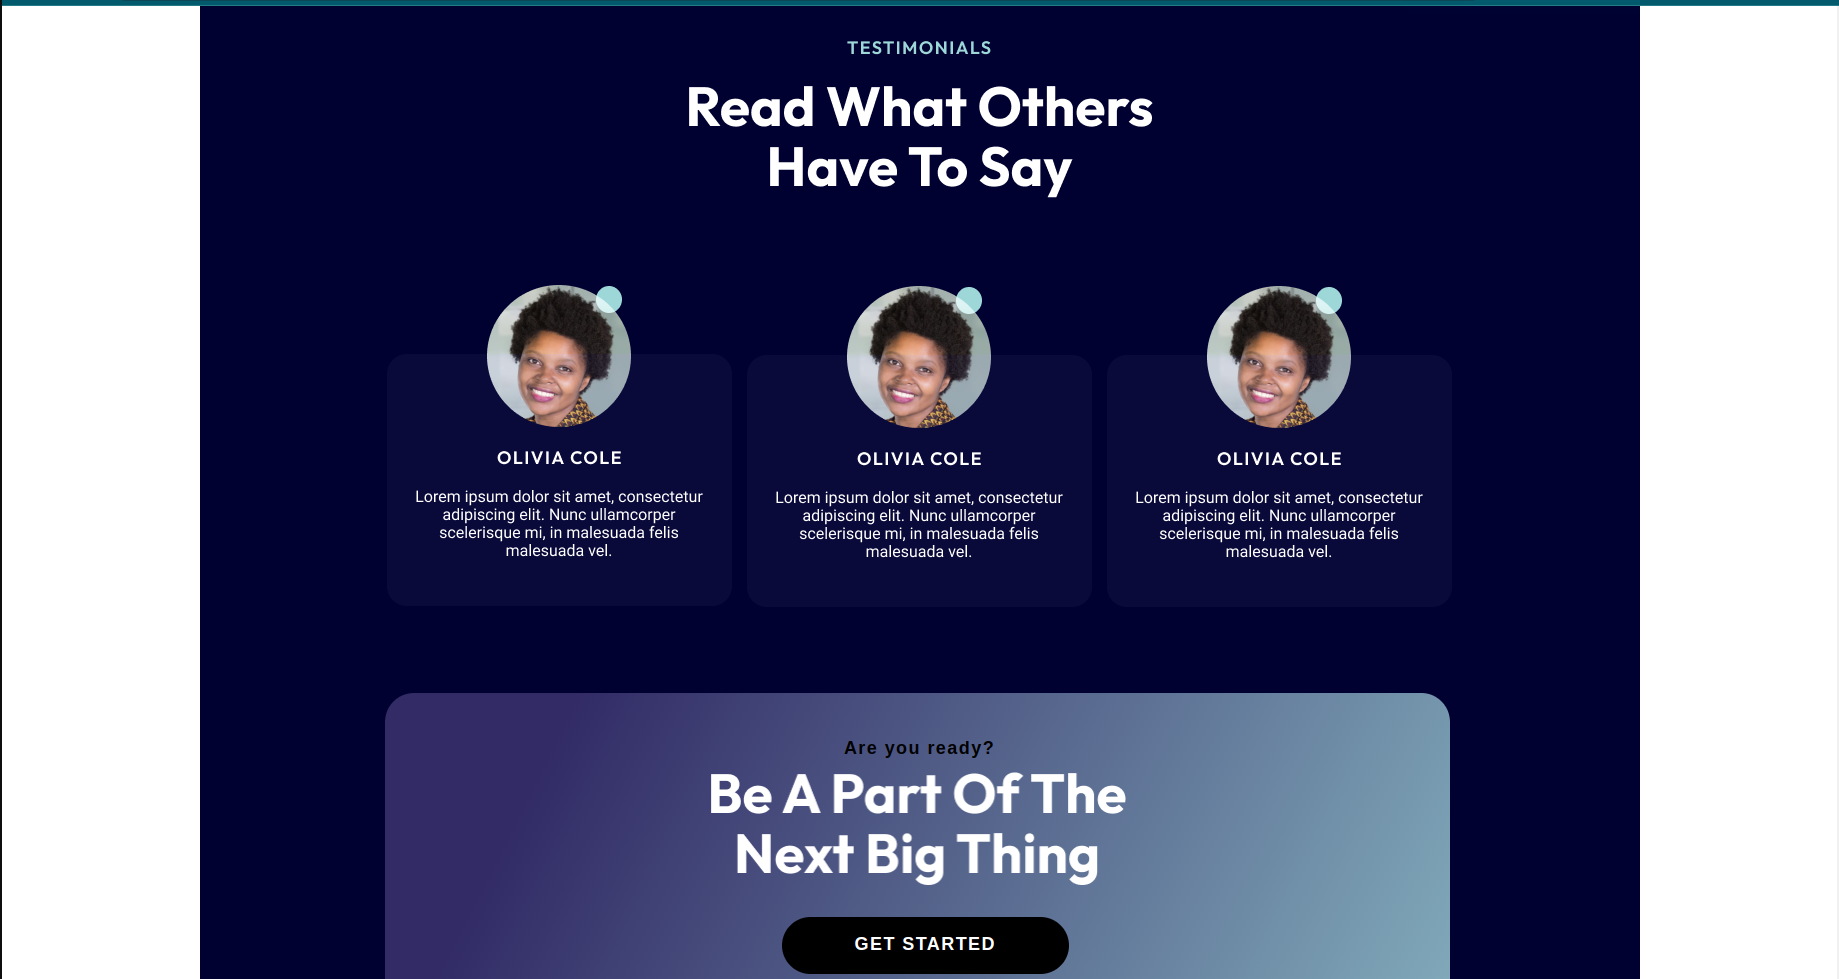 TESTIMONIALS
Read What Others
Have To Say
OLIVIA COLE
Lorem ipsum dolor sit amet, consectetur
adipiscing elit. Nunc ullamcorper
scelerisque mi, in malesuada felis
malesuada vel.
OLIVIA COLE
Lorem ipsum dolor sit amet, consectetur
adipiscing elit. Nunc ullamcorper
scelerisque mi, in malesuada felis
malesuada vel.
OLIVIA COLE
Lorem ipsum dolor sit amet, consectetur
adipiscing elit. Nunc ullamcorper
scelerisque mi, in malesuada felis
malesuada vel.
Are you ready?
Be A Part Of The
Next Big Thing
GET STARTED